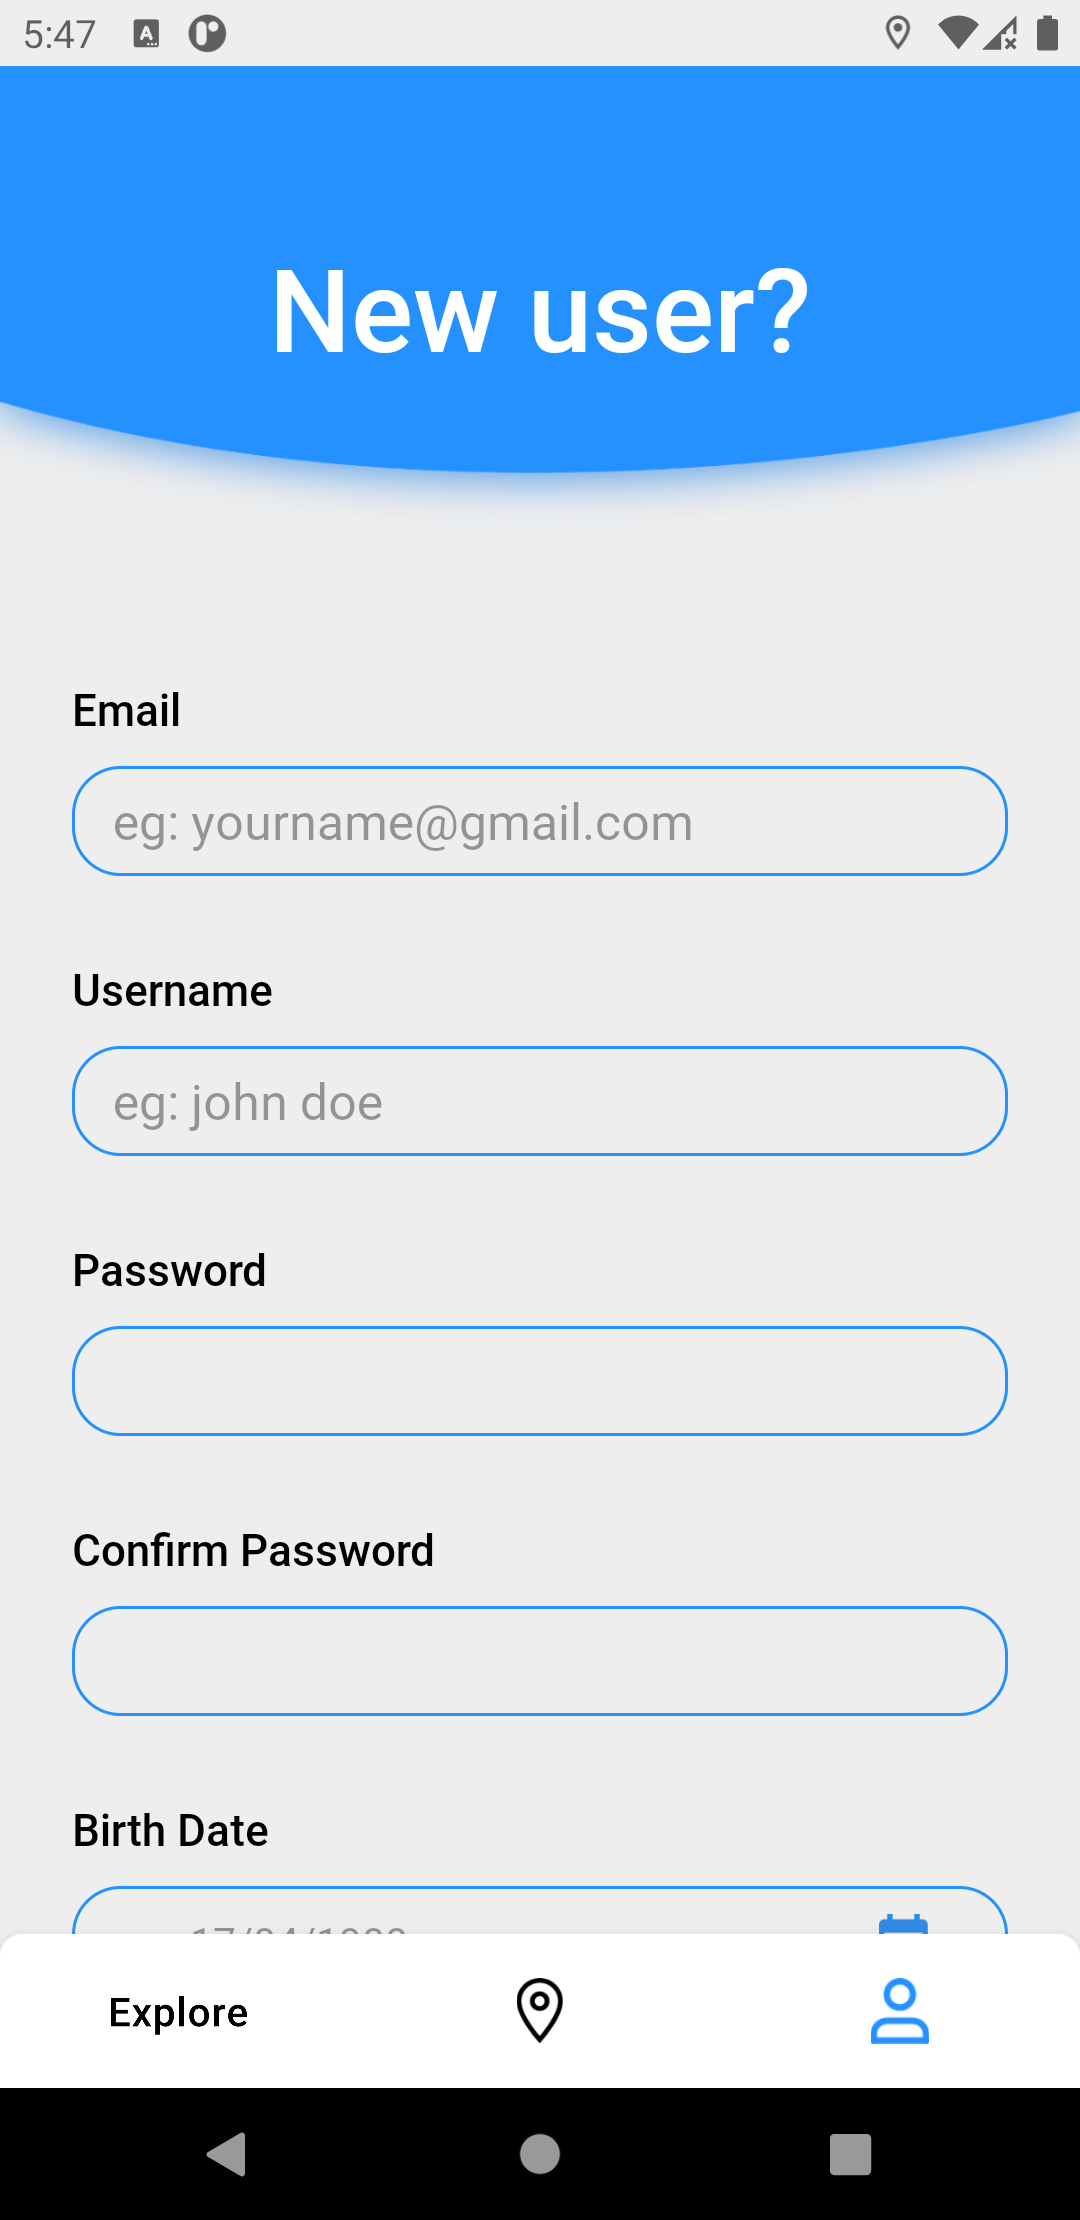 5:47
New user?
Email
eg: yourname@gmail.com
Username
eg: john doe
Password
Confirm Password
Birth Date
Explore